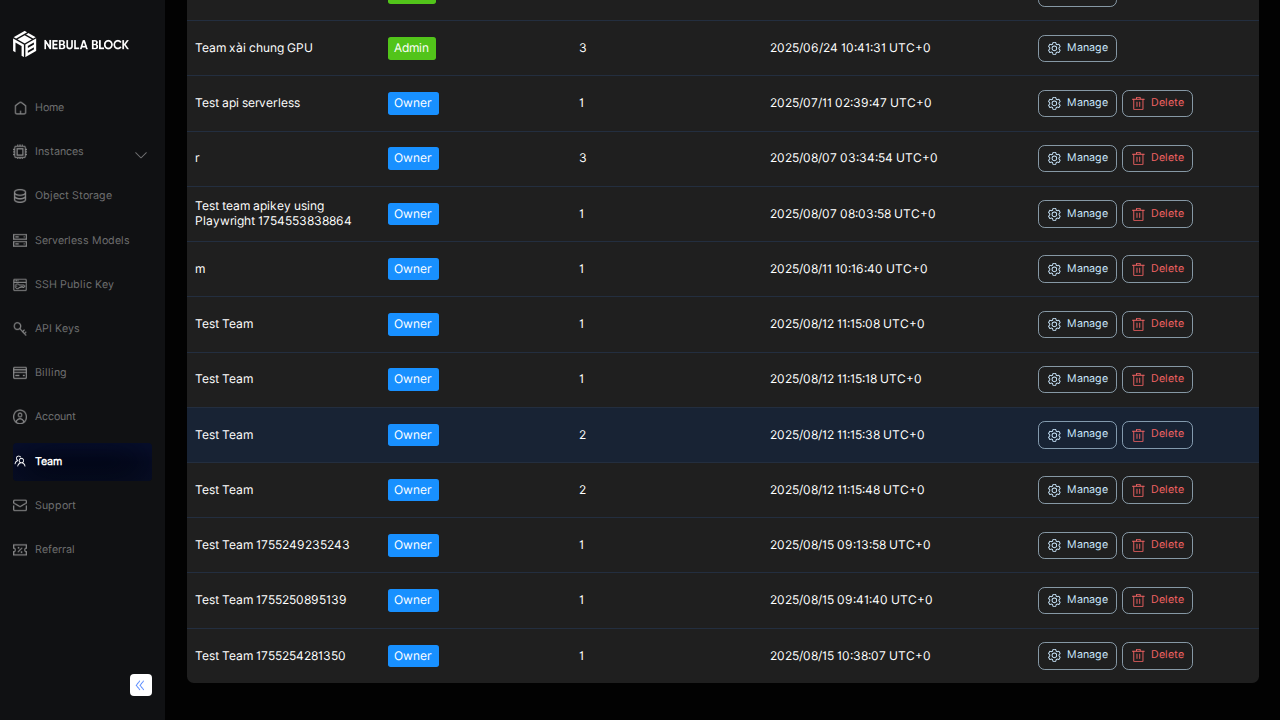 NEBULA BLOCK
Home
Instances
Object Storage
Serverless Models
SSH Public Key
API Keys
Billing
Account
Team
Support
Referral
Team xài chung GPU Admin 3 2025/06/24 10:41:31 UTC+0 Manage
Test api serverless Owner 1 2025/07/11 02:39:47 UTC+0 Manage Delete
r Owner 3 2025/08/07 03:34:54 UTC+0 Manage Delete
Test team apikey using
Playwright 1754553838864 Owner 1 2025/08/07 08:03:58 UTC+0 Manage Delete
m Owner 1 2025/08/11 10:16:40 UTC+0 Manage Delete
Test Team Owner 1 2025/08/12 11:15:08 UTC+0 Manage Delete
Test Team Owner 1 2025/08/12 11:15:18 UTC+0 Manage Delete
Test Team Owner 2 2025/08/12 11:15:38 UTC+0 Manage Delete
Test Team Owner 2 2025/08/12 11:15:48 UTC+0 Manage Delete
Test Team 1755249235243 Owner 1 2025/08/15 09:13:58 UTC+0 Manage Delete
Test Team 1755250895139 Owner 1 2025/08/15 09:41:40 UTC+0 Manage Delete
Test Team 1755254281350 Owner 1 2025/08/15 10:38:07 UTC+0 Manage Delete